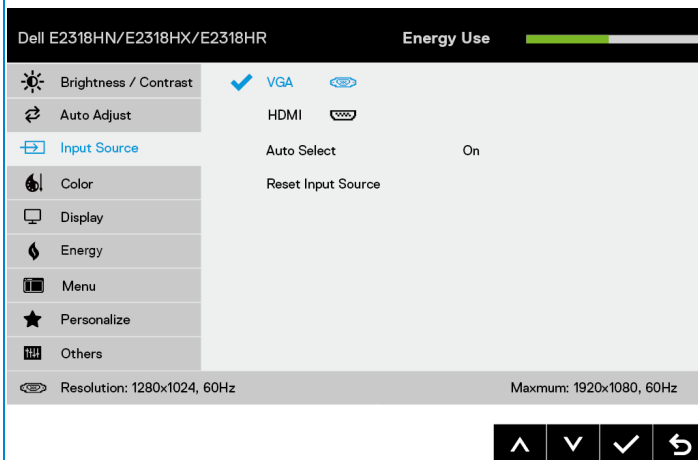 Dell E2318HN/E2318HX/E2318HR Energy Use
Brightness / Contrast VGA
Auto Adjust HDMI
Input Source Auto Select On
Color Reset Input Source
Display
Energy
Menu
Personalize
Others
Resolution: 1280x1024, 60Hz Maxmum: 1920x1080, 60Hz